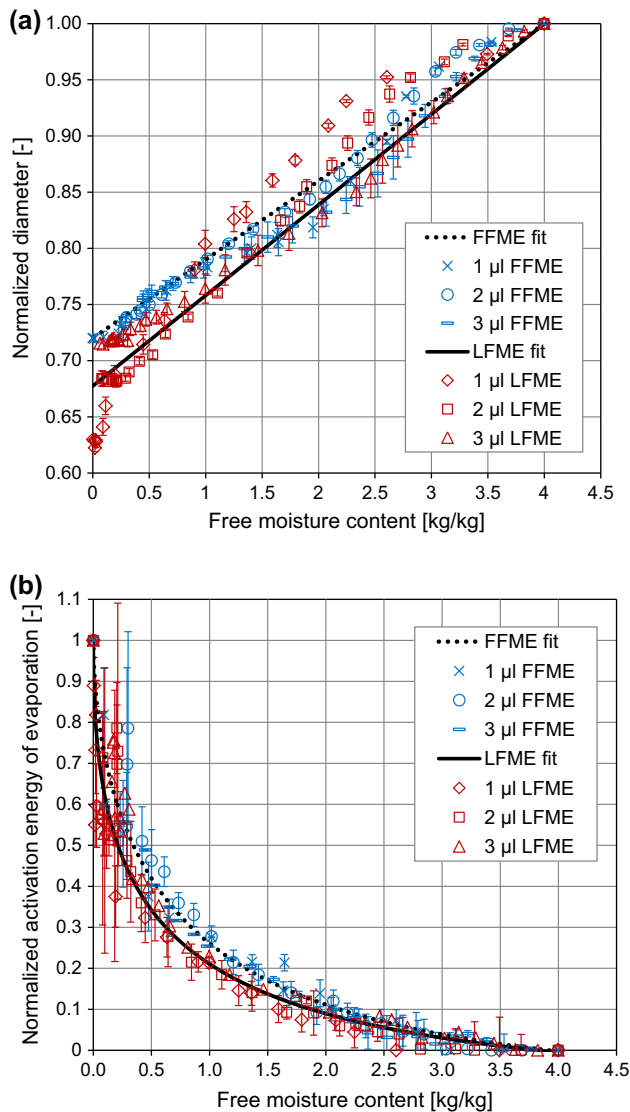 (a)
Normalized diameter [-]
1.00
0.95
0.90
0.85
0.80
0.75
0.70
0.65
0.60
FFME fit
1 µl FFME
2 µl FFME
3 µl FFME
LFME fit
1 µl LFME
2 µl LFME
3 µl LFME
0 0.5 1 1.5 2 2.5 3 3.5 4 4.5
Free moisture content [kg/kg]
(b)
Normalized activation energy of evaporation [-]
1.1
1
0.9
0.8
0.7
0.6
0.5
0.4
0.3
0.2
0.1
0
FFME fit
1 µl FFME
2 µl FFME
3 µl FFME
LFME fit
1 µl LFME
2 µl LFME
3 µl LFME
0.0 0.5 1.0 1.5 2.0 2.5 3.0 3.5 4.0 4.5
Free moisture content [kg/kg]